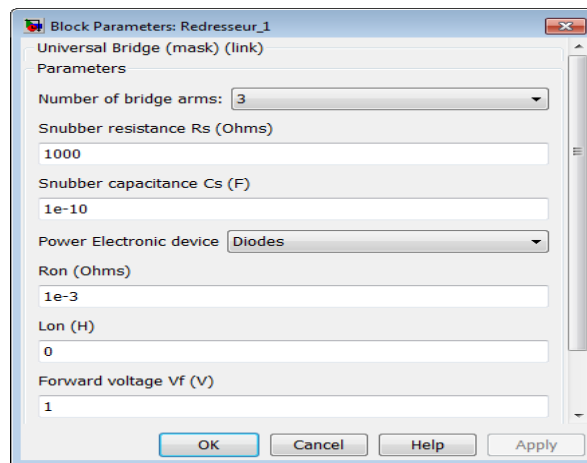 Block Parameters: Redresseur_1
Universal Bridge (mask) (link)
Parameters
Number of bridge arms: 3
Snubber resistance Rs (Ohms)
1000
Snubber capacitance Cs (F)
1e-10
Power Electronic device Diodes
Ron (Ohms)
1e-3
Lon (H)
0
Forward voltage Vf (V)
1
OK Cancel Help Apply